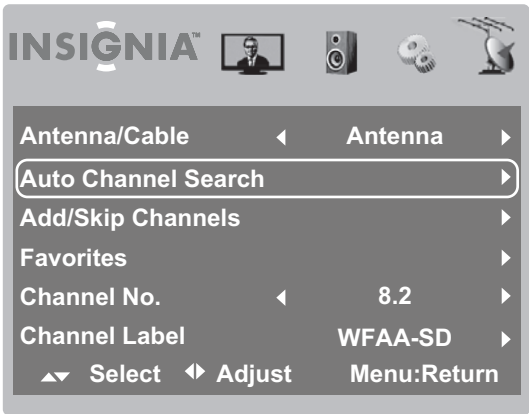 INSIGNIA™
Antenna/Cable Antenna
Auto Channel Search
Add/Skip Channels
Favorites
Channel No. 8.2
Channel Label WFAA-SD
Select Adjust Menu:Return